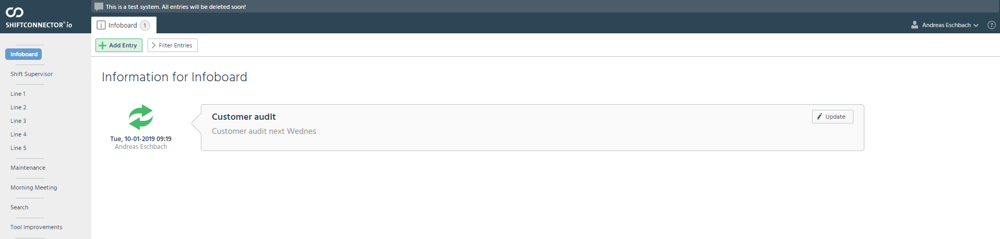 This is a test system. All entries will be deleted soon!
SHIFTCONNECTOR® io
i Infoboard 1
Andreas Eschbach ?
Add Entry
Filter Entries
Infoboard
Shift Supervisor
Line 1
Line 2
Line 3
Line 4
Line 5
Maintenance
Morning Meeting
Search
Tool improvements
Information for Infoboard
Tue, 10-01-2019 09:19
Andreas Eschbach
Customer audit
Update
Customer audit next Wednes